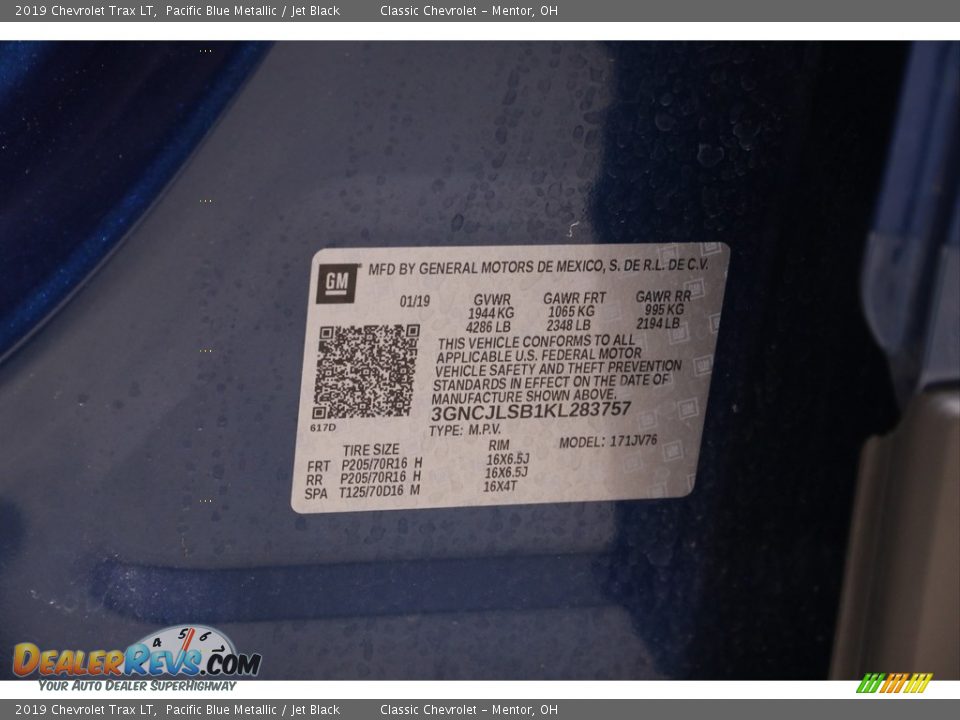 2019 Chevrolet Trax LT, Pacific Blue Metallic / Jet Black Classic Chevrolet – Mentor, OH
GM MFD BY GENERAL MOTORS DE MEXICO, S. DE R.L. DE C.V.
01/19 GVWR GAWR FRT GAWR RR
1944 KG 1065 KG 995 KG
4286 LB 2348 LB 2194 LB
THIS VEHICLE CONFORMS TO ALL
APPLICABLE U.S. FEDERAL MOTOR
VEHICLE SAFETY AND THEFT PREVENTION
STANDARDS IN EFFECT ON THE DATE OF
MANUFACTURE SHOWN ABOVE.
3GNCJLSB1KL283757
617D
TYPE: M.P.V. MODEL: 171JV76
TIRE SIZE RIM
FRT P205/70R16 H 16X6.5J
RR P205/70R16 H 16X6.5J
SPA T125/70D16 M 16X4T
4 5 6
DealerRevs.com
Your Auto Dealer SuperHighway
2019 Chevrolet Trax LT, Pacific Blue Metallic / Jet Black Classic Chevrolet – Mentor, OH